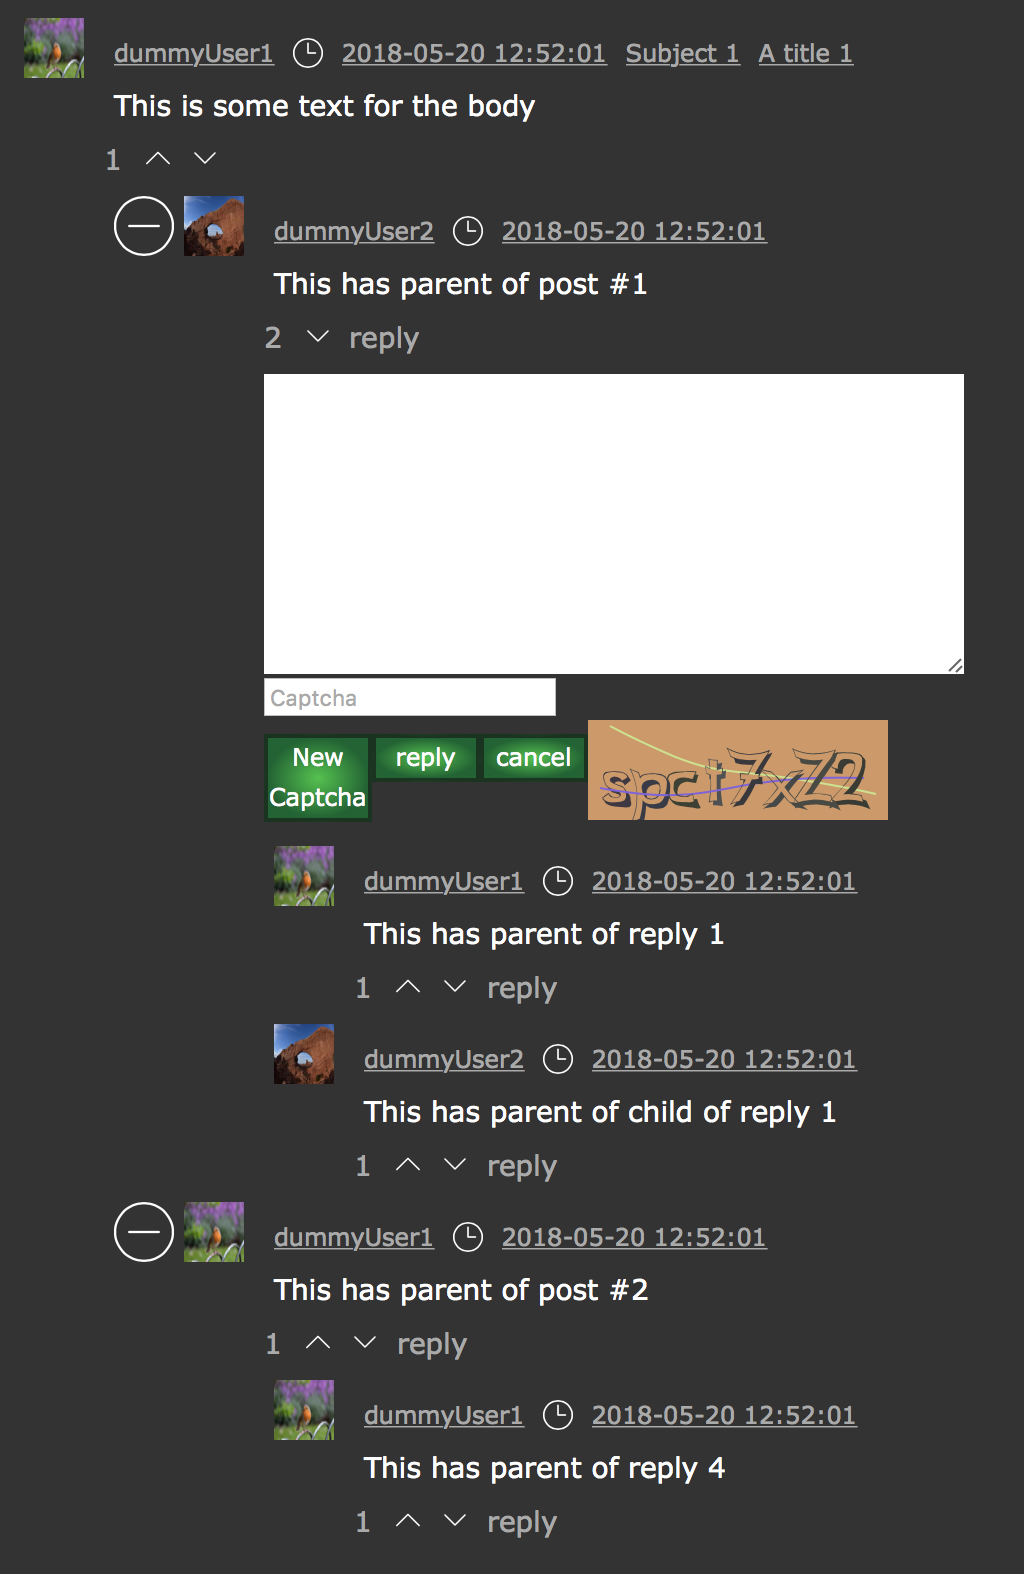 dummyUser1 2018-05-20 12:52:01 Subject 1 A title 1
This is some text for the body
1
dummyUser2 2018-05-20 12:52:01
This has parent of post #1
2 reply
Captcha
New Captcha reply cancel
spct7xZ2
dummyUser1 2018-05-20 12:52:01
This has parent of reply 1
1 reply
dummyUser2 2018-05-20 12:52:01
This has parent of child of reply 1
1 reply
dummyUser1 2018-05-20 12:52:01
This has parent of post #2
1 reply
dummyUser1 2018-05-20 12:52:01
This has parent of reply 4
1 reply